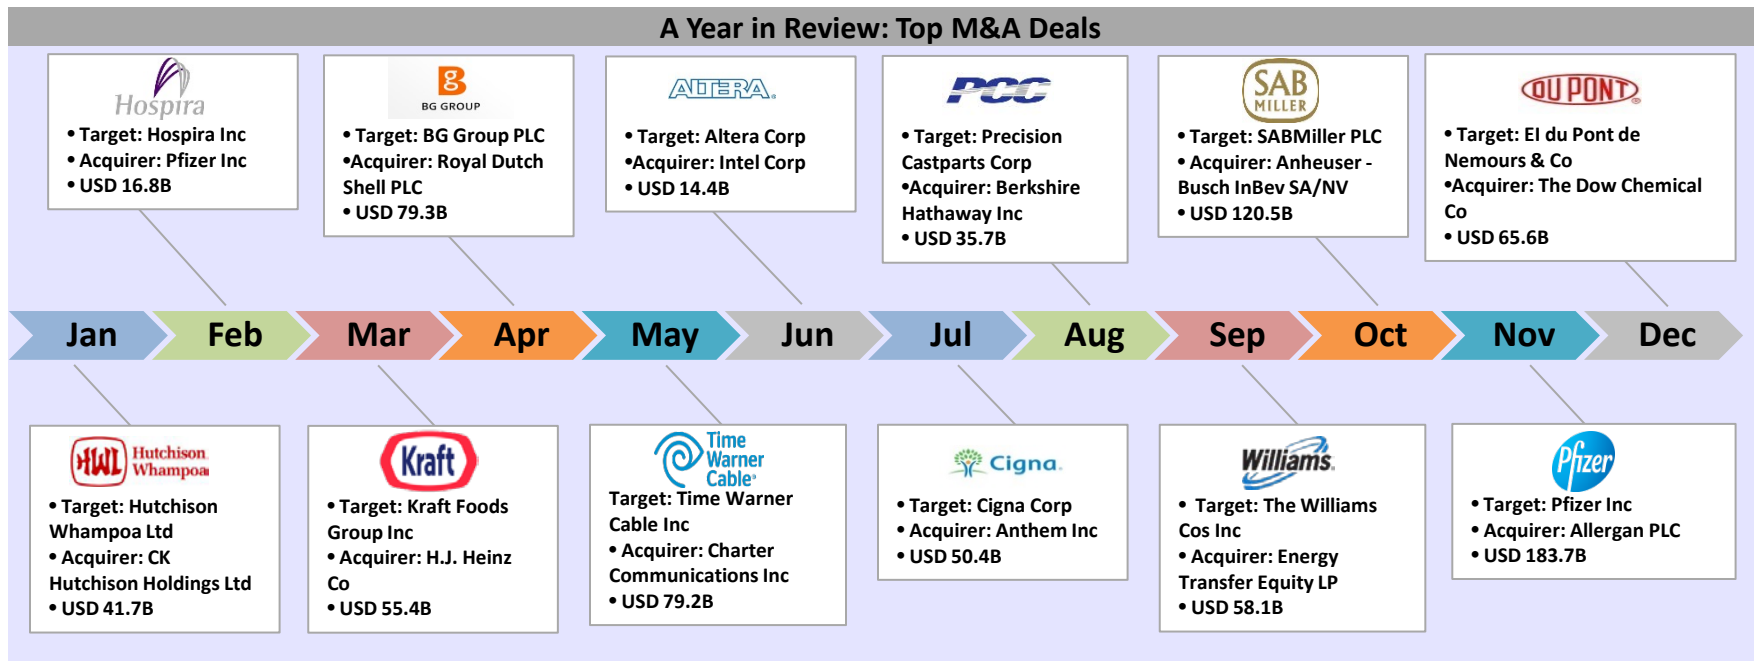 A Year in Review: Top M&A Deals
Hospira
• Target: Hospira Inc
• Acquirer: Pfizer Inc
• USD 16.8B
g
BG GROUP
• Target: BG Group PLC
•Acquirer: Royal Dutch
Shell PLC
• USD 79.3B
ALTERA.
• Target: Altera Corp
•Acquirer: Intel Corp
• USD 14.4B
PCC
• Target: Precision
Castparts Corp
•Acquirer: Berkshire
Hathaway Inc
• USD 35.7B
SAB
MILLER
• Target: SABMiller PLC
• Acquirer: Anheuser -
Busch InBev SA/NV
• USD 120.5B
DU PONT
• Target: EI du Pont de
Nemours & Co
•Acquirer: The Dow Chemical
Co
• USD 65.6B
Jan
Feb
Mar
Apr
May
Jun
Jul
Aug
Sep
Oct
Nov
Dec
HWL
Hutchison
Whampoa
• Target: Hutchison
Whampoa Ltd
• Acquirer: CK
Hutchison Holdings Ltd
• USD 41.7B
Kraft
• Target: Kraft Foods
Group Inc
• Acquirer: H.J. Heinz
Co
• USD 55.4B
Time
Warner
Cable
Target: Time Warner
Cable Inc
• Acquirer: Charter
Communications Inc
• USD 79.2B
Cigna.
• Target: Cigna Corp
• Acquirer: Anthem Inc
• USD 50.4B
Williams.
• Target: The Williams
Cos Inc
• Acquirer: Energy
Transfer Equity LP
• USD 58.1B
Pfizer
• Target: Pfizer Inc
• Acquirer: Allergan PLC
• USD 183.7B